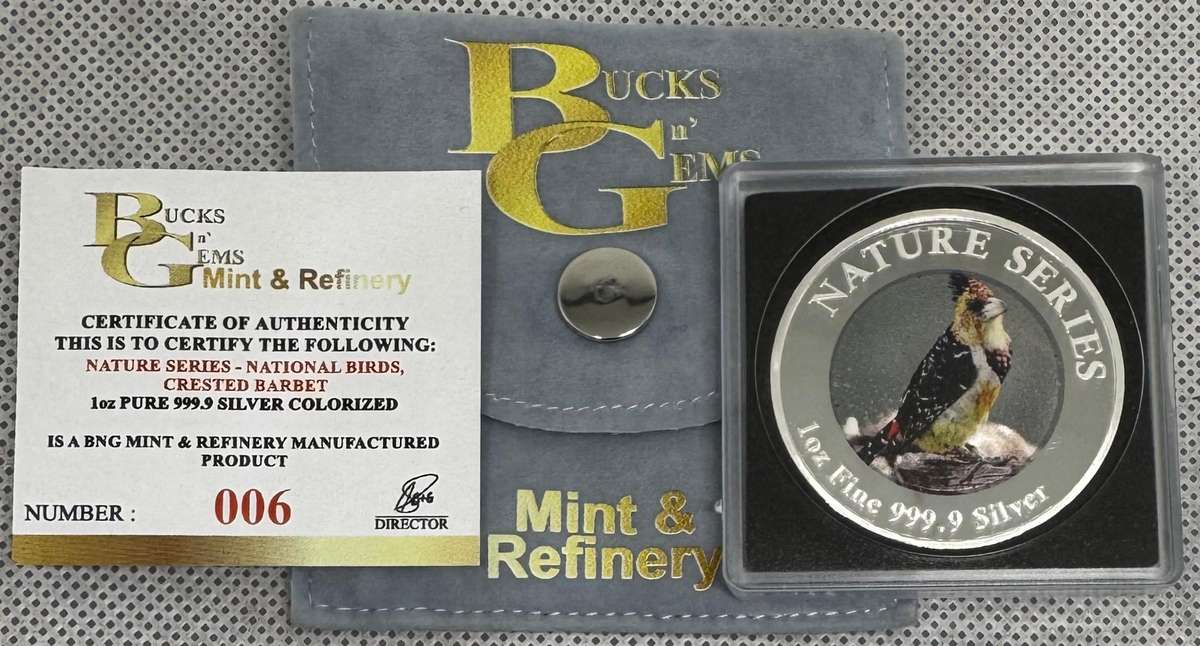 BUCKS
n'
GEMS
Mint & Refinery
CERTIFICATE OF AUTHENTICITY
THIS IS TO CERTIFY THE FOLLOWING:
NATURE SERIES - NATIONAL BIRDS,
CRESTED BARBET
1oz PURE 999.9 SILVER COLORIZED
IS A BNG MINT & REFINERY MANUFACTURED
PRODUCT
NUMBER : 006
DIRECTOR
BUCKS
n'
GEMS
Mint &
Refinery
NATURE SERIES
1oz Fine 999.9 Silver